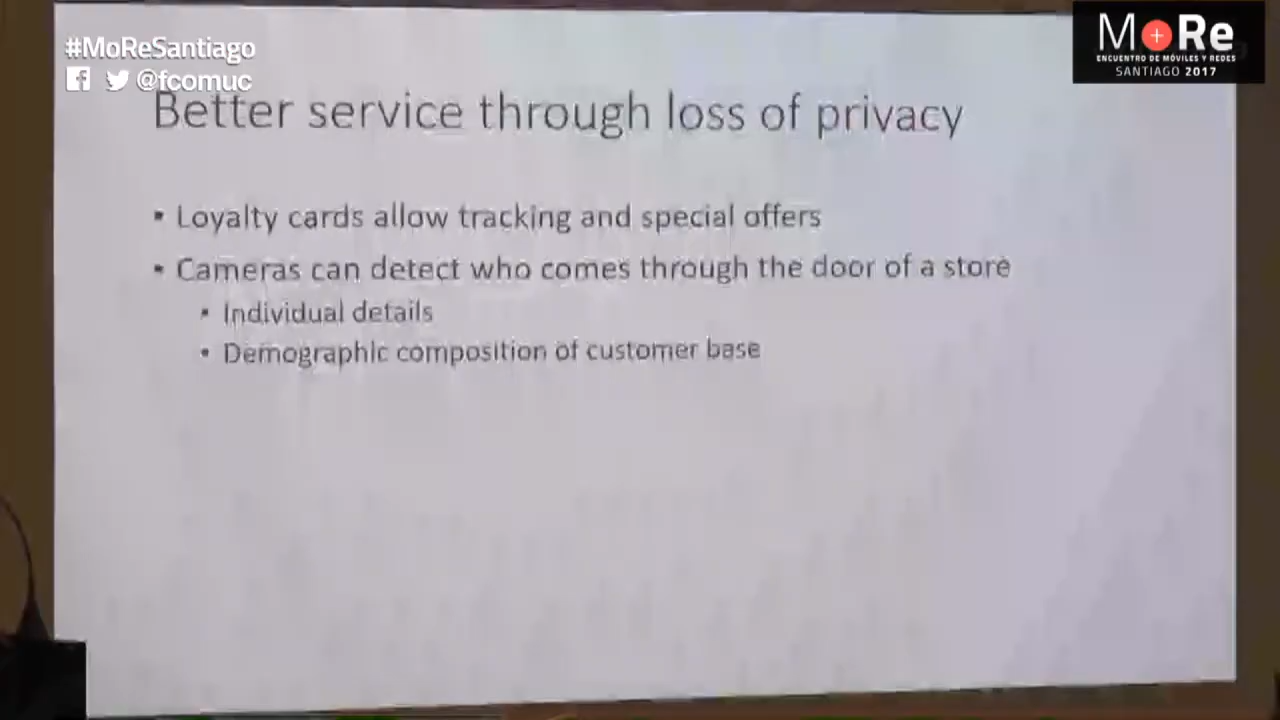 #MoReSantiago
@fcomuc
MoRe
ENCUENTRO DE MÓVILES Y REDES
SANTIAGO 2017
Better service through loss of privacy
▪ Loyalty cards allow tracking and special offers
▪ Cameras can detect who comes through the door of a store
▪ Individual details
▪ Demographic composition of customer base